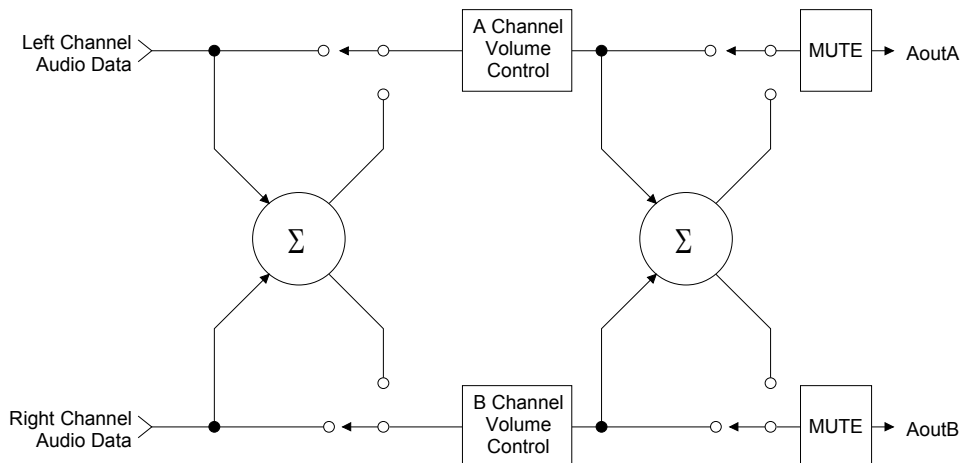 Left Channel
Audio Data
A Channel
Volume
Control
MUTE
AoutA
Σ
Σ
Right Channel
Audio Data
B Channel
Volume
Control
MUTE
AoutB